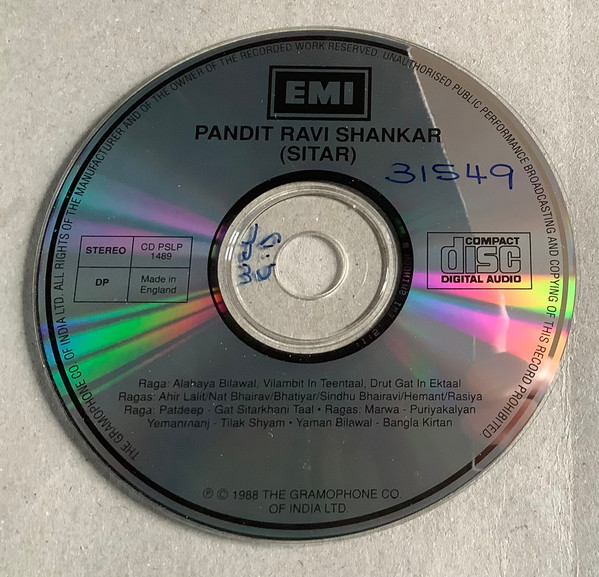 ALL RIGHTS OF THE MANUFACTURER AND OF THE OWNER OF THE RECORDED WORK RESERVED. UNAUTHORISED PUBLIC PERFORMANCE BROADCASTING AND COPYING OF THIS RECORD PROHIBITED
THE GRAMOPHONE CO. OF INDIA LTD.
EMI
PANDIT RAVI SHANKAR
(SITAR)
31549
STEREO
CD PSLP
1489
DP
Made in
England
COMPACT
disc
DIGITAL AUDIO
Raga: Alahaya Bilawal, Vilambit In Teentaal, Drut Gat In Ektaal
Ragas: Ahir Lalit/Nat Bhairav/Bhatiyar/Sindhu Bhairavi/Hemant/Rasiya
Raga: Patdeep - Gat Sitarkhani Taal • Ragas: Marwa - Puriyakalyan
Yemanmanj - Tilak Shyam • Yaman Bilawal - Bangla Kirtan
℗ © 1988 THE GRAMOPHONE CO.
OF INDIA LTD.